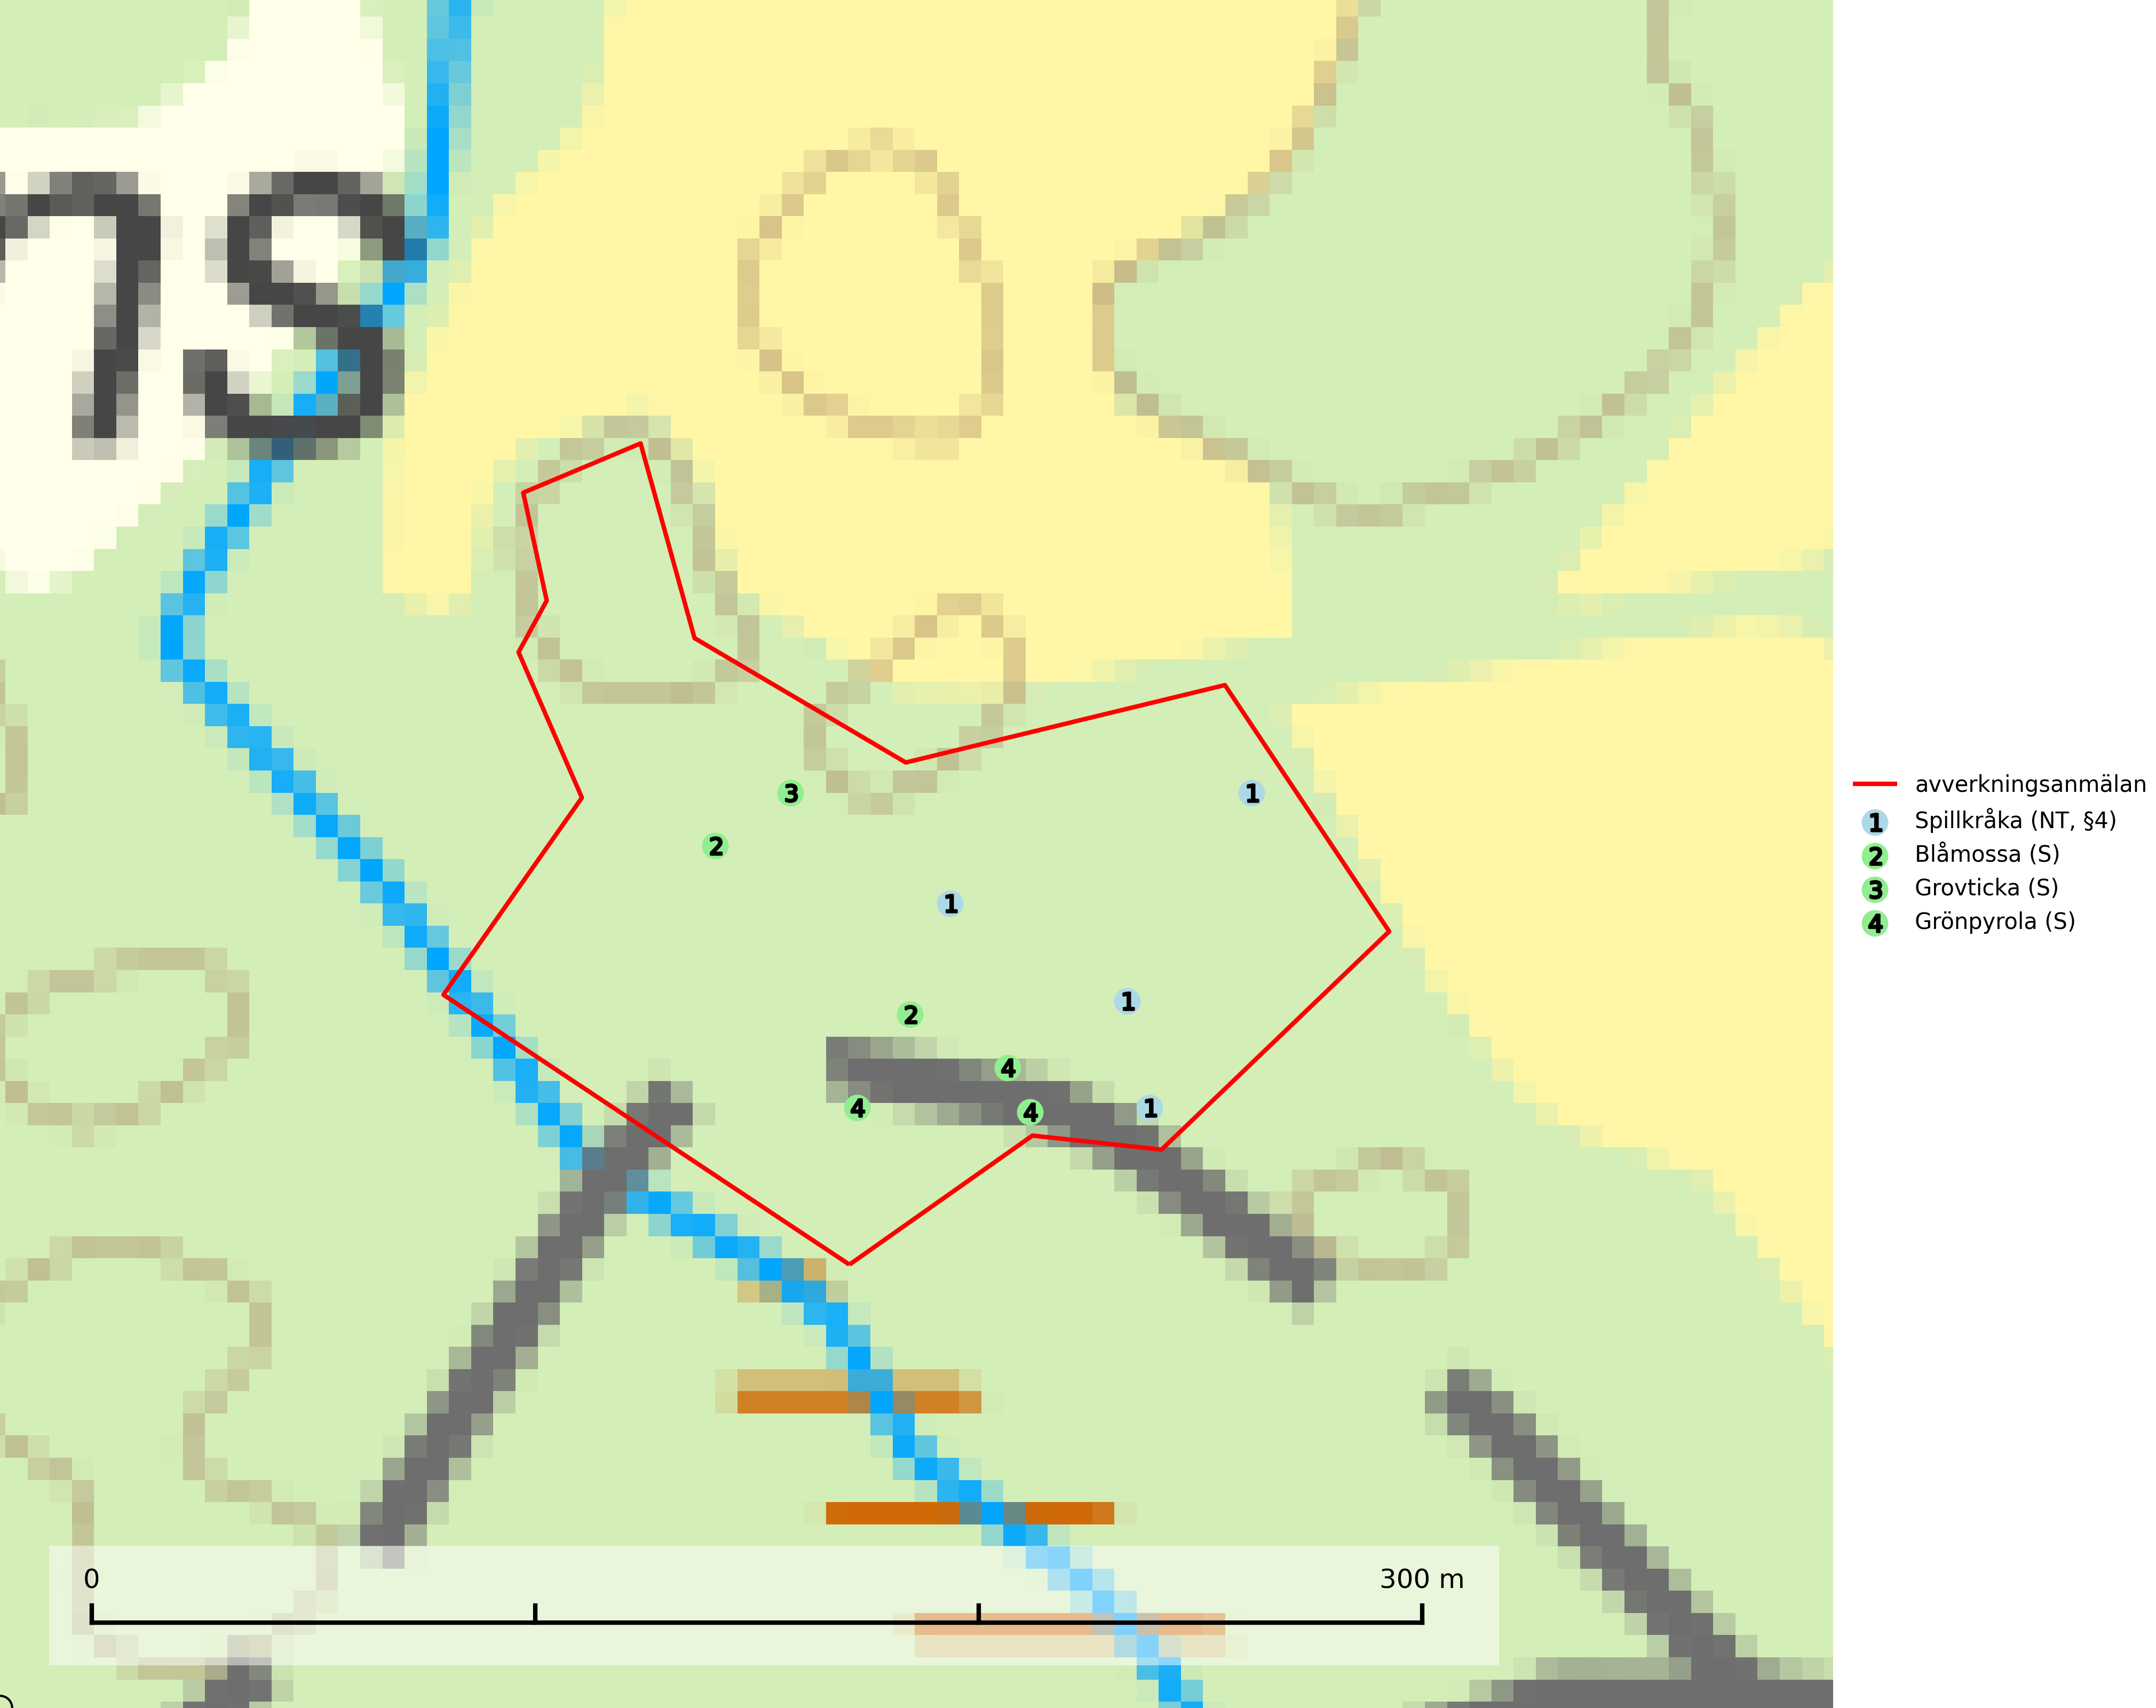 avverkningsanmälan
1 Spillkråka (NT, §4)
2 Blåmossa (S)
3 Grovticka (S)
4 Grönpyrola (S)
3
1
2
1
1
2
4
4
4
1
0 300 m